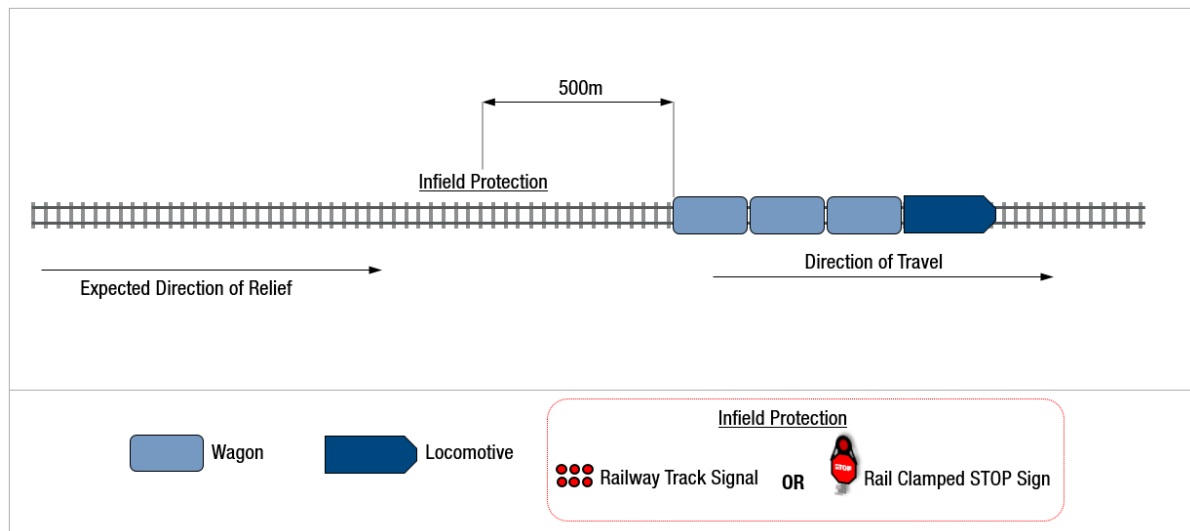 500m
Infield Protection
Expected Direction of Relief
Direction of Travel
Wagon
Locomotive
Infield Protection
Railway Track Signal OR STOP Rail Clamped STOP Sign